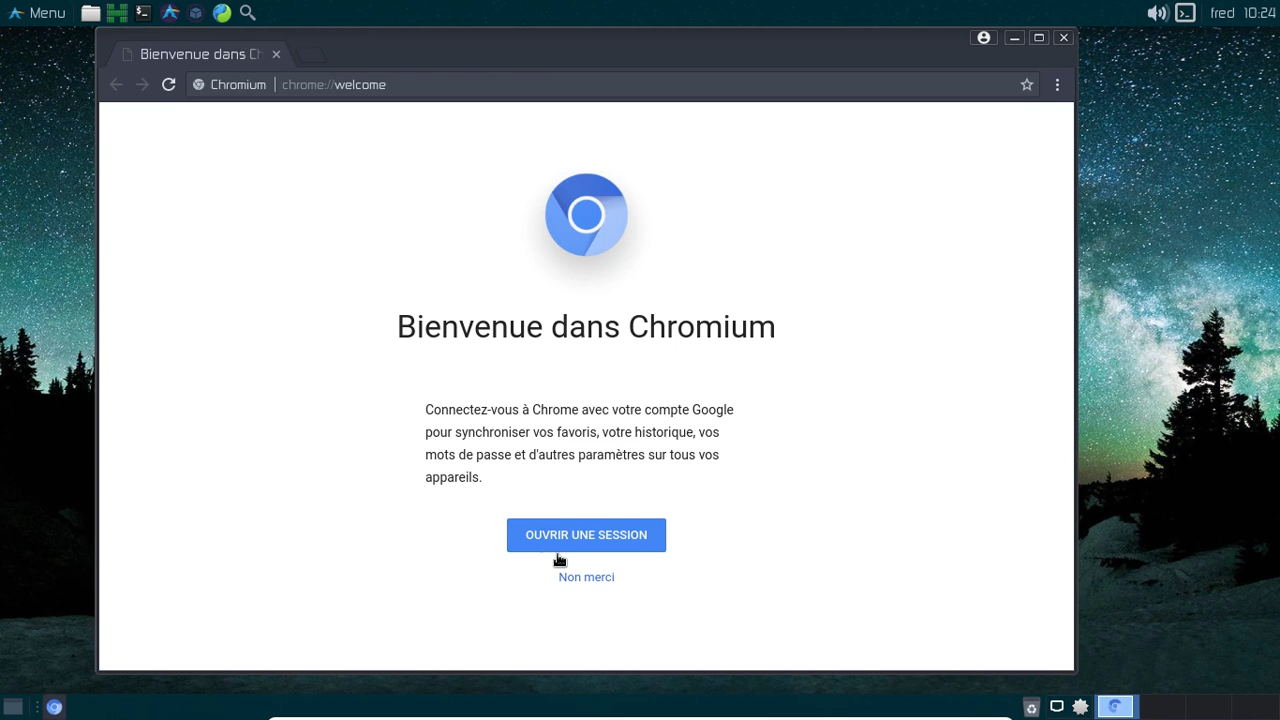 Menu
fred 10:24
Bienvenue dans Ch
Chromium chrome://welcome
Bienvenue dans Chromium
Connectez-vous à Chrome avec votre compte Google
pour synchroniser vos favoris, votre historique, vos
mots de passe et d'autres paramètres sur tous vos
appareils.
OUVRIR UNE SESSION
Non merci